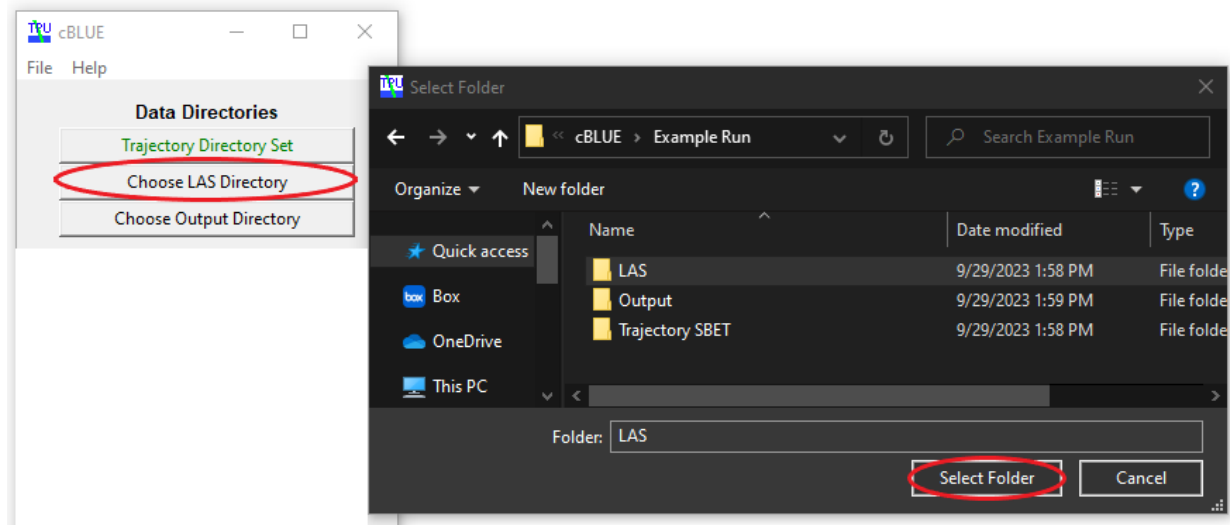 TPU cBLUE
File Help
Data Directories
Trajectory Directory Set
Choose LAS Directory
Choose Output Directory
TPU Select Folder
« cBLUE > Example Run
Search Example Run
Organize New folder
Name Date modified Type
Quick access
box Box
OneDrive
This PC
LAS 9/29/2023 1:58 PM File folde
Output 9/29/2023 1:59 PM File folde
Trajectory SBET 9/29/2023 1:58 PM File folde
Folder: LAS
Select Folder Cancel